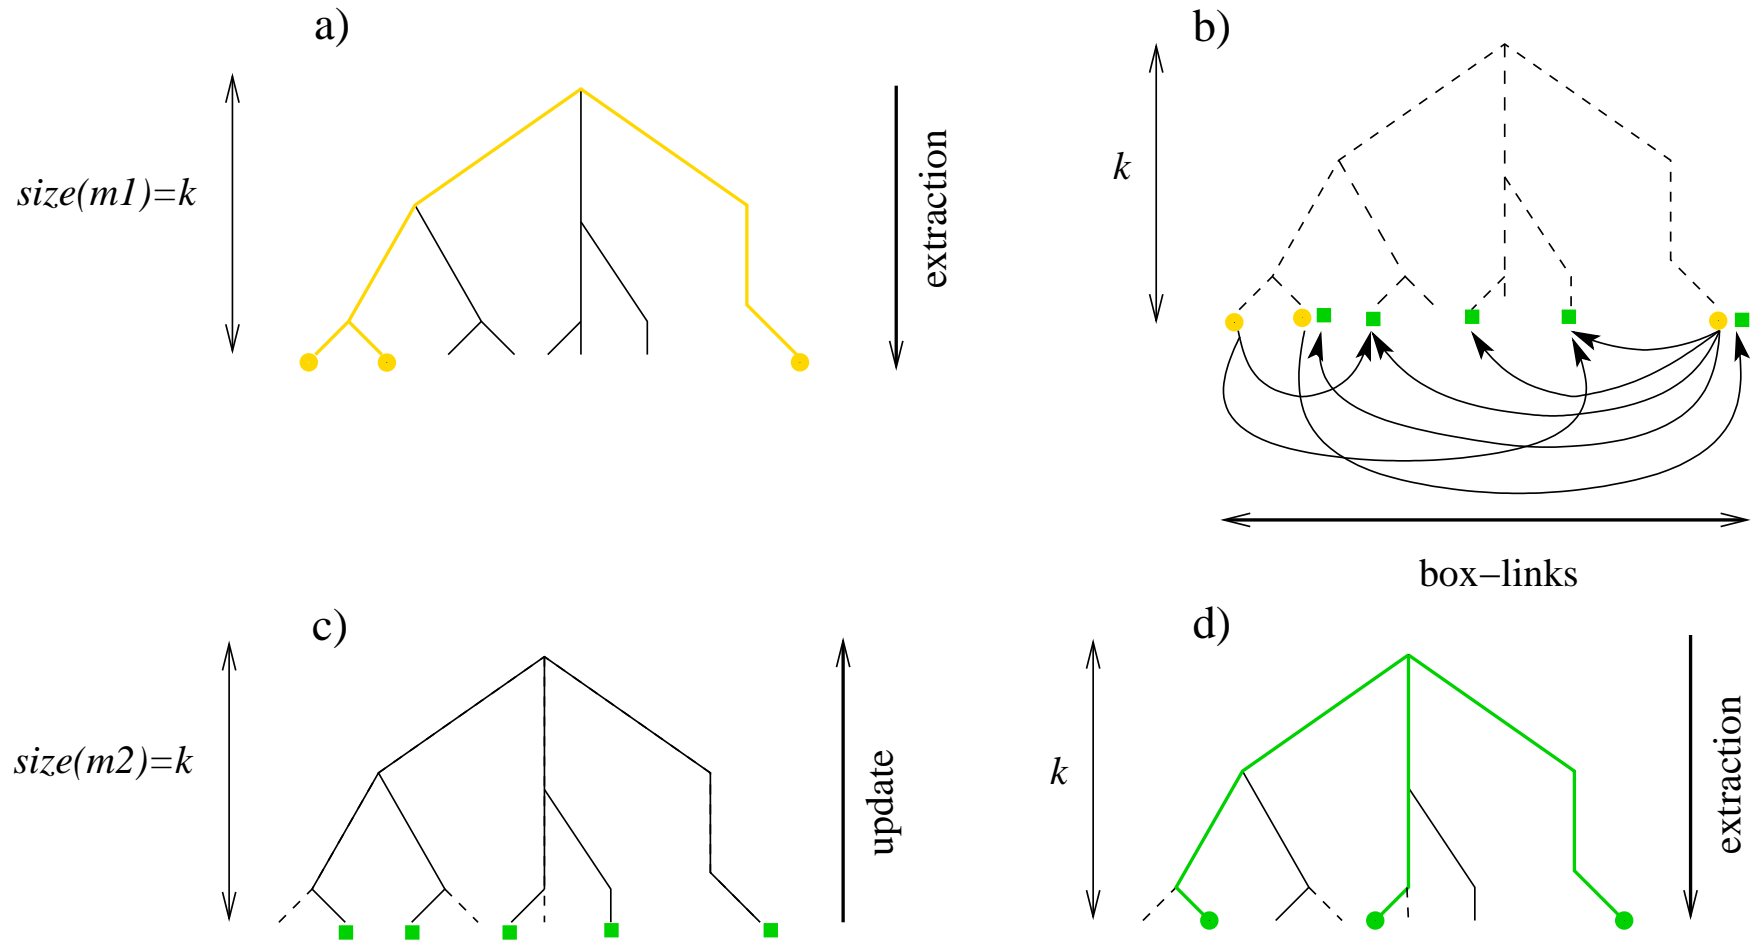 a)
b)
size(m1)=k
extraction
k
box–links
c)
d)
size(m2)=k
update
k
extraction